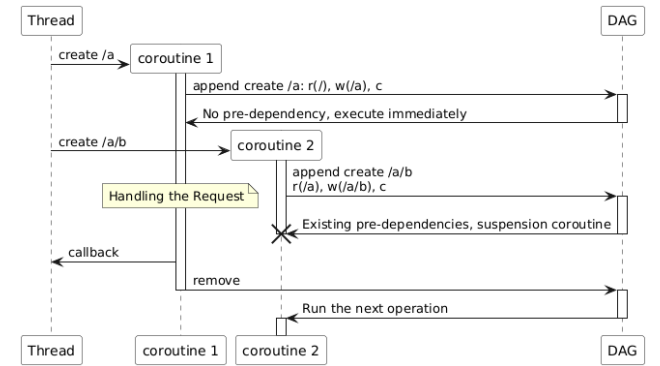 Thread
DAG
create /a
coroutine 1
append create /a: r(/), w(/a), c
No pre-dependency, execute immediately
create /a/b
coroutine 2
append create /a/b
r(/a), w(/a/b), c
Handling the Request
Existing pre-dependencies, suspension coroutine
callback
remove
Run the next operation
Thread
coroutine 1
coroutine 2
DAG